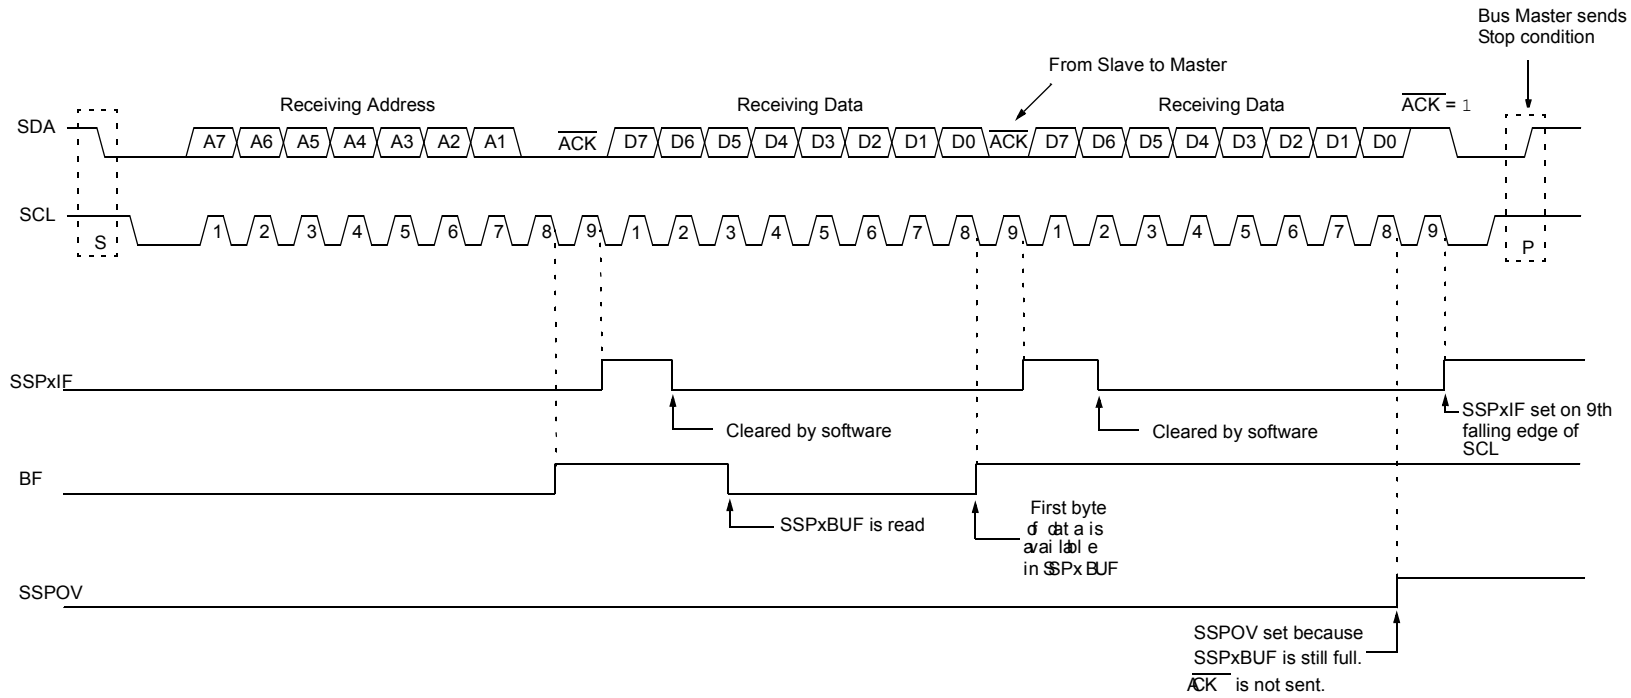 Bus Master sends
Stop condition
From Slave to Master
Receiving Address
Receiving Data
Receiving Data
ACK = 1
SDA
A7 A6 A5 A4 A3 A2 A1 ACK D7 D6 D5 D4 D3 D2 D1 D0 ACK D7 D6 D5 D4 D3 D2 D1 D0
SCL
S 1 2 3 4 5 6 7 8 9 1 2 3 4 5 6 7 8 9 1 2 3 4 5 6 7 8 9 P
SSPxIF
Cleared by software
Cleared by software
SSPxIF set on 9th
falling edge of
SCL
BF
SSPxBUF is read
First byte
of data is
available
in SSPxBUF
SSPOV
SSPOV set because
SSPxBUF is still full.
ACK is not sent.